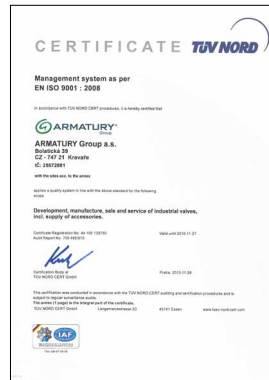 CERTIFICATE TÜV NORD
Management system as per
EN ISO 9001 : 2008
In accordance with TÜV NORD CERT procedures, it is hereby certified that
ARMATURY
Group
ARMATURY Group a.s.
Bolatická 39
CZ - 747 21 Kravaře
IČ: 25572881
with the sites acc. to the annex
applies a quality system in line with the above standard for the following
scope
Development, manufacture, sale and service of industrial valves,
incl. supply of accessories.
Certificate Registration No. 44 100
Audit Report No.
Valid until 2016-11-27
Certification Body at
TÜV NORD CERT GmbH
Praha, 2013-11-28
This certification was conducted in accordance with the TÜV NORD CERT auditing and certification procedures and is
subject to regular surveillance audits.
The annex (1 page) is the integral part of the certificate.
TÜV NORD CERT GmbH Langemarckstrasse 20 45141 Essen www.tuev-nord-cert.com
IAF